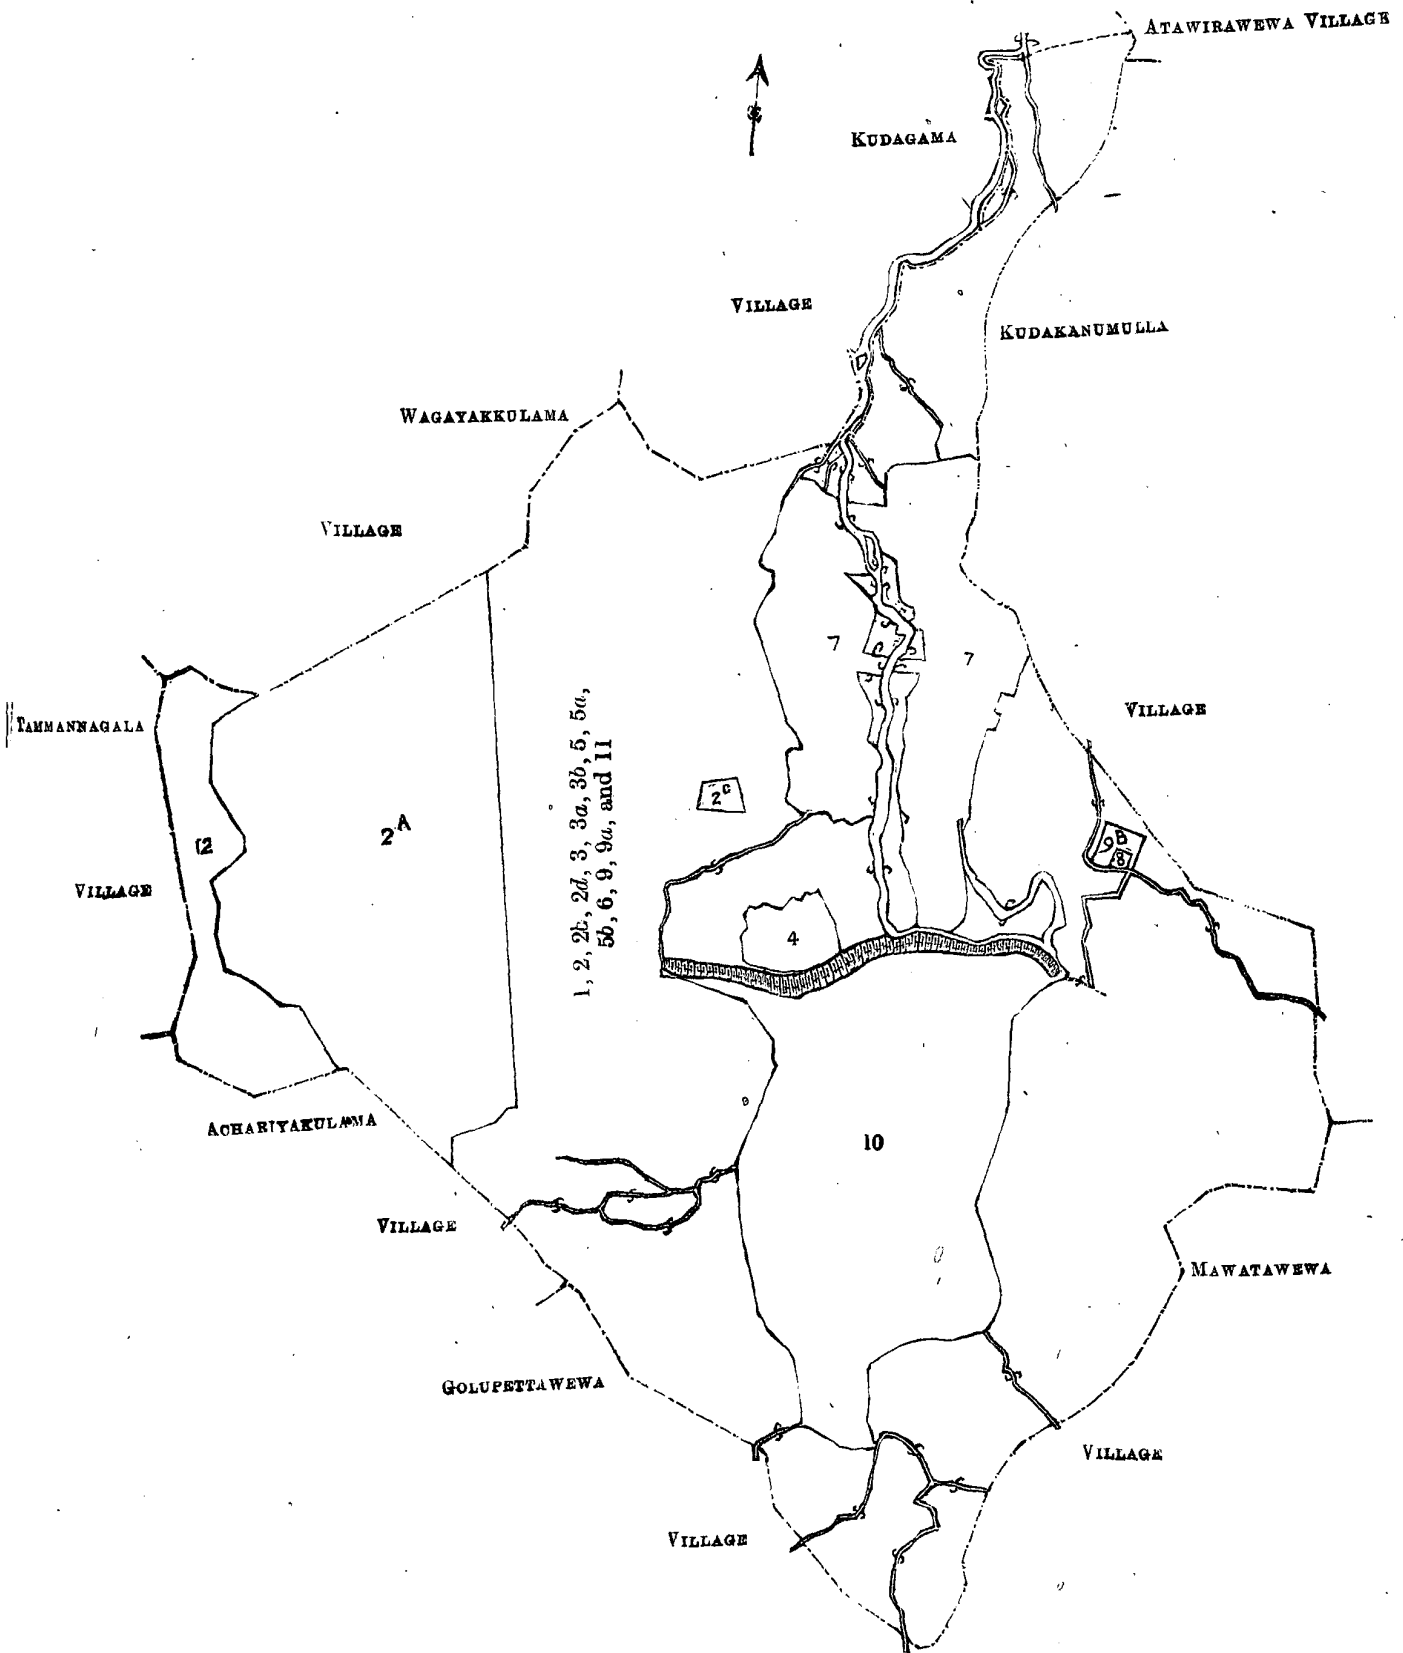 ATAWIRAWEWA VILLAGE
KUDAGAMA
VILLAGE
KUDAKANUMULLA
WAGAYAKKULAMA
VILLAGE
7
7
TAMMANNAGALA
VILLAGE
1, 2, 2b, 2d, 3, 3a, 3b, 5, 5a,
5b, 6, 9, 9a, and 11
2C
2A
12
9B
8
VILLAGE
4
ACHARIYAKULAMA
10
VILLAGE
MAWATAWEWA
GOLUPETTAWEWA
VILLAGE
VILLAGE